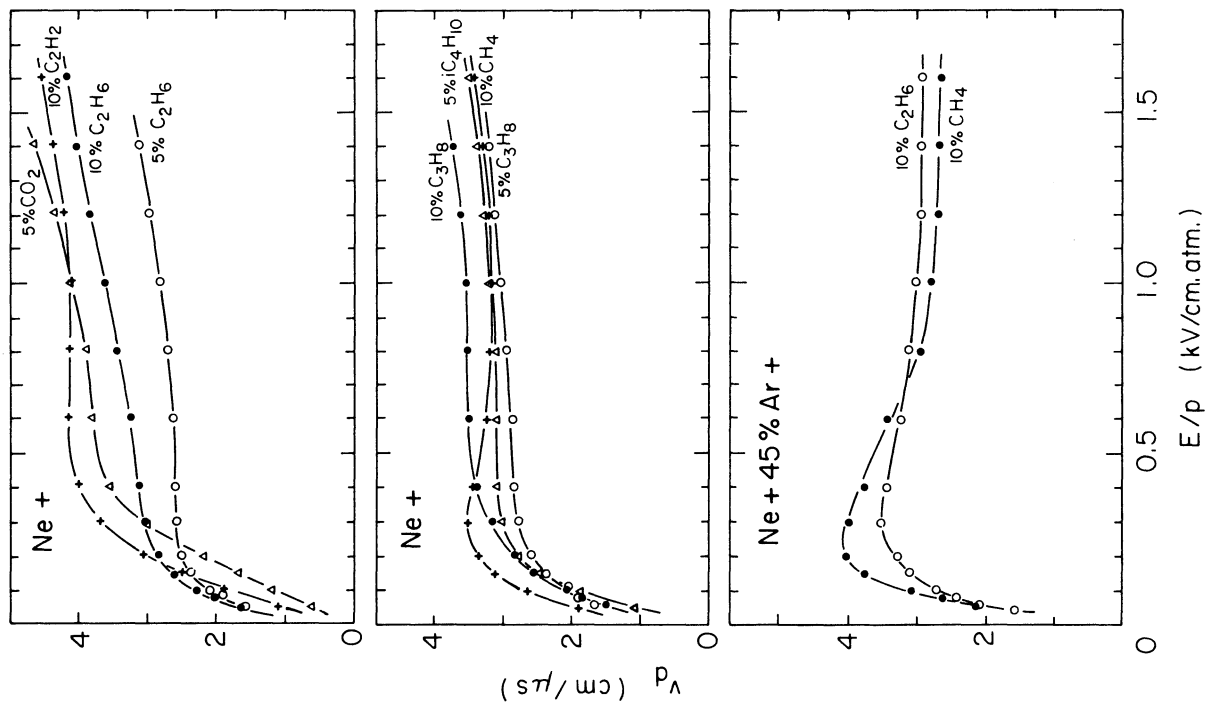 Ne +
5% CO2
10% C2H2
10% C2H6
5% C2H6
4
2
0
Ne +
10% C3H8
5% iC4H10
10% CH4
5% C3H8
4
2
0
vd (cm/μs)
Ne + 45% Ar +
10% C2H6
10% CH4
4
2
0
0.5
1.0
1.5
E/p (kV/cm.atm.)